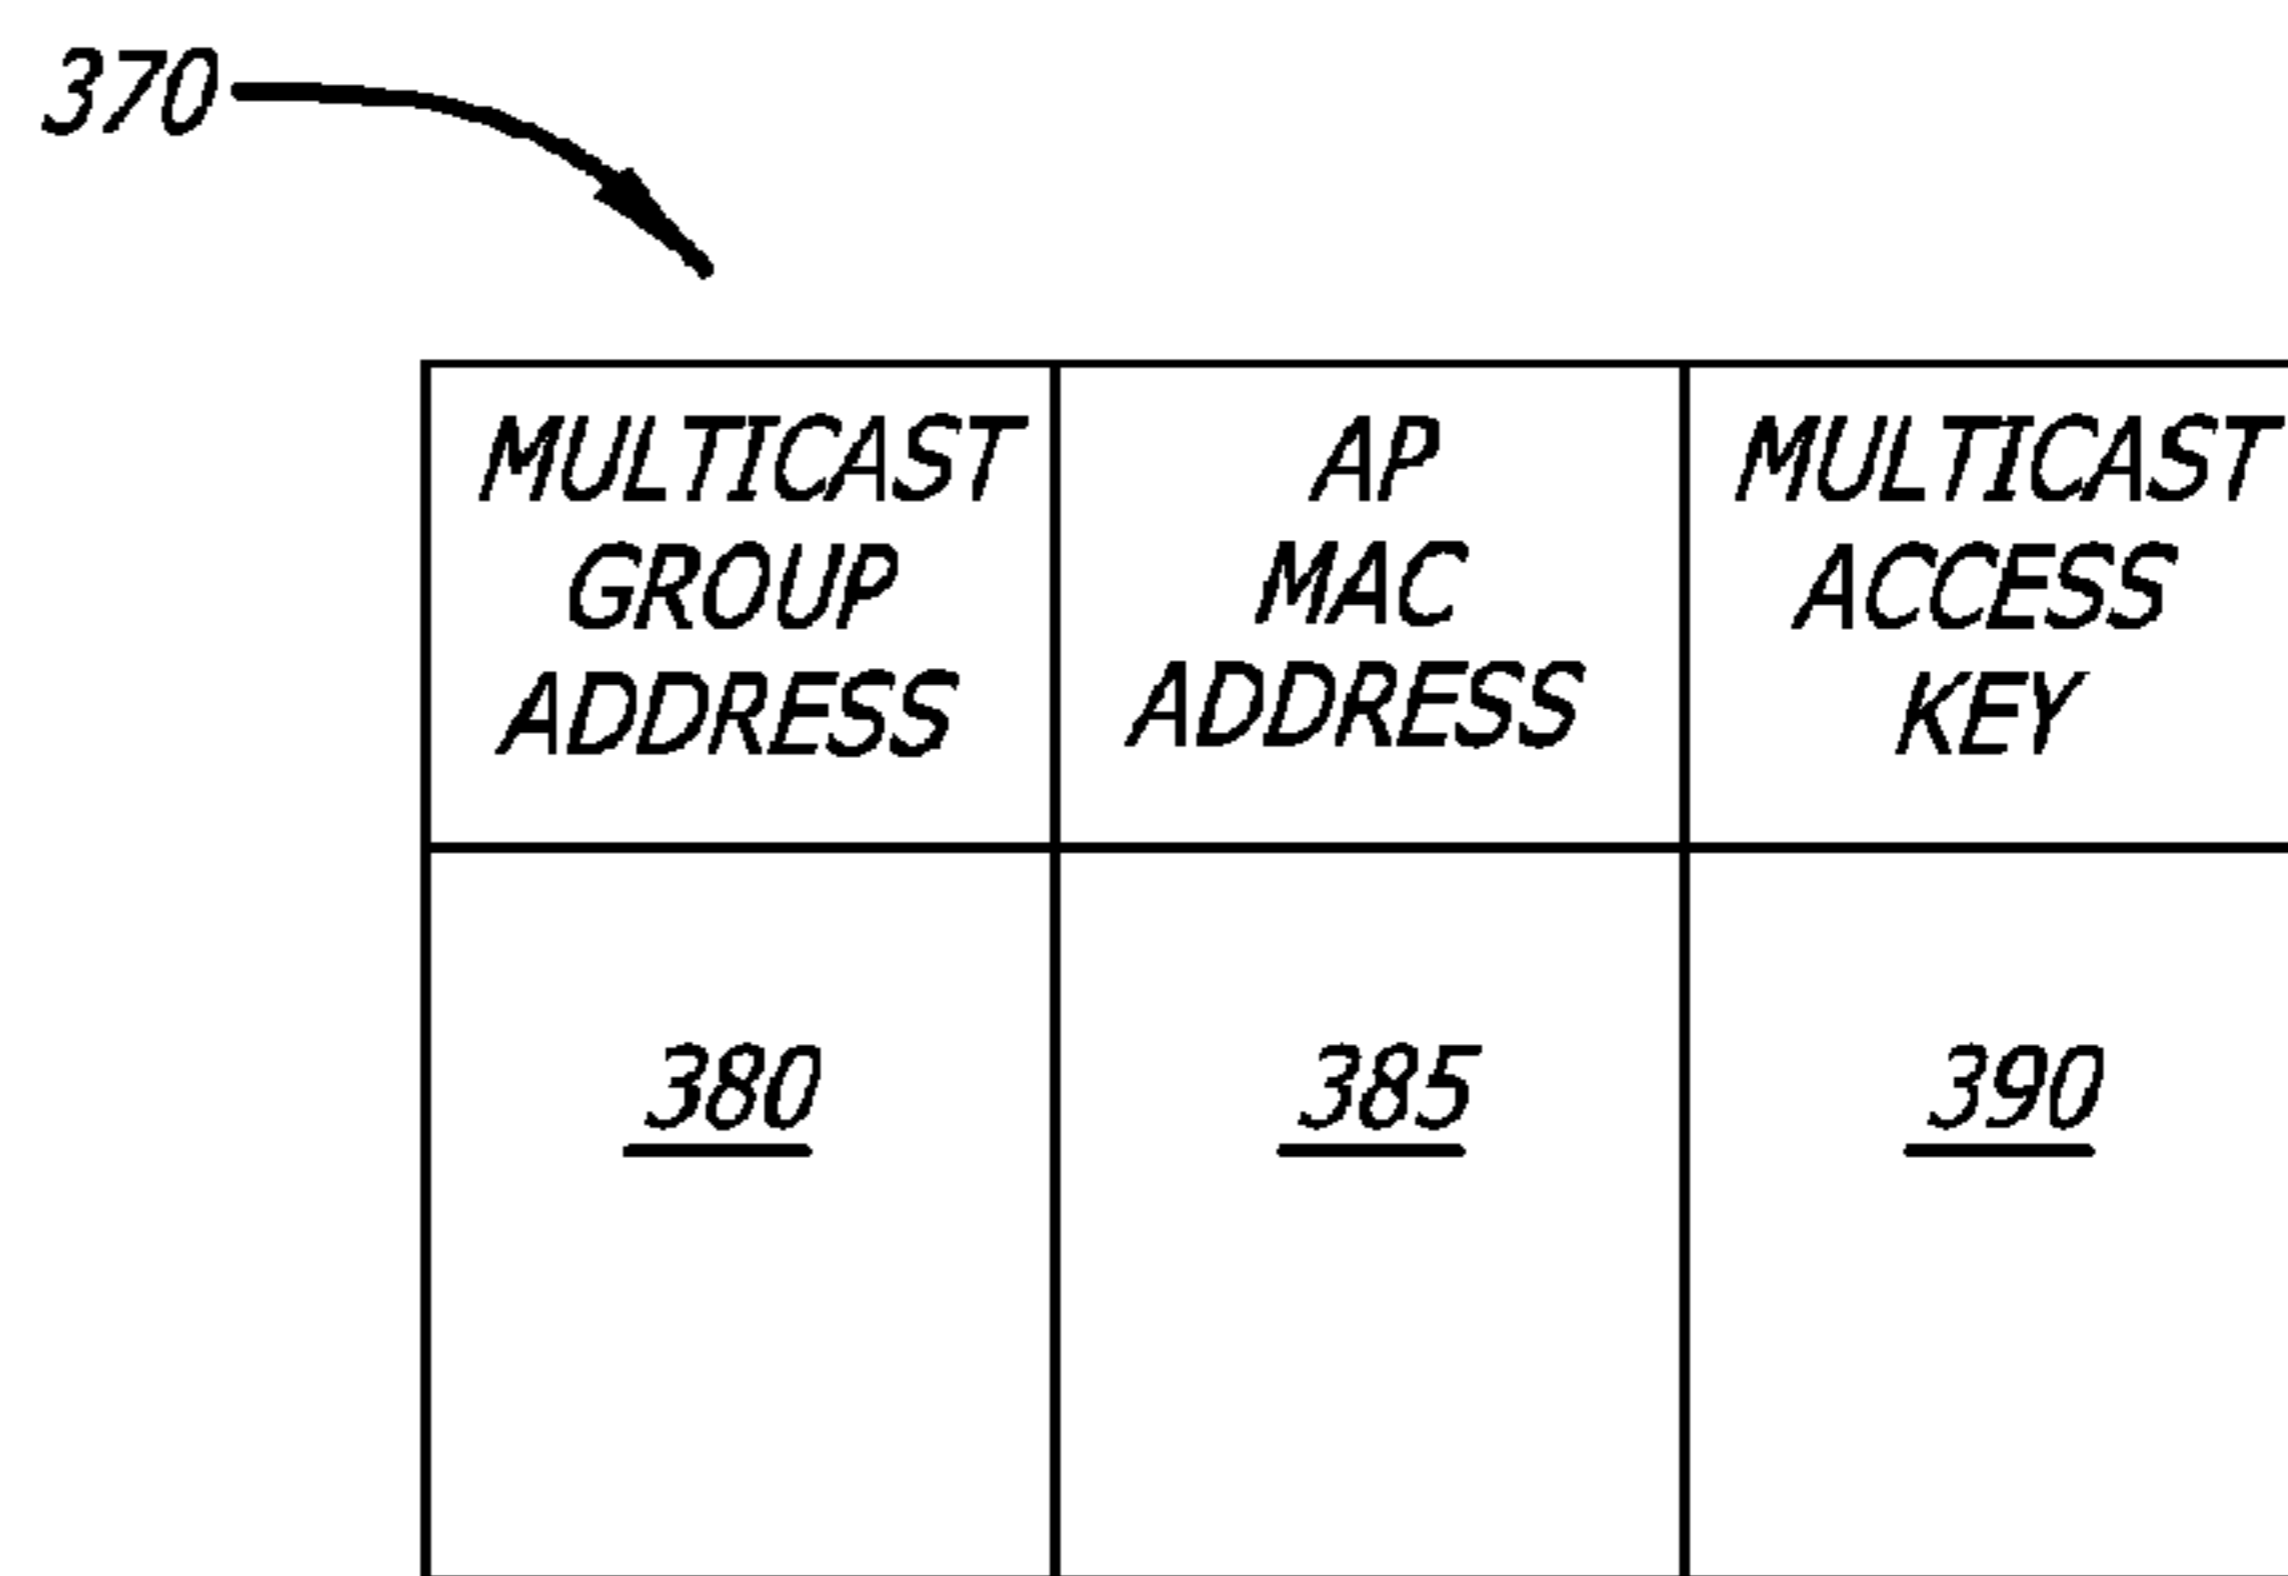 370
MULTICAST
GROUP
ADDRESS
AP
MAC
ADDRESS
MULTICAST
ACCESS
KEY
380
385
390